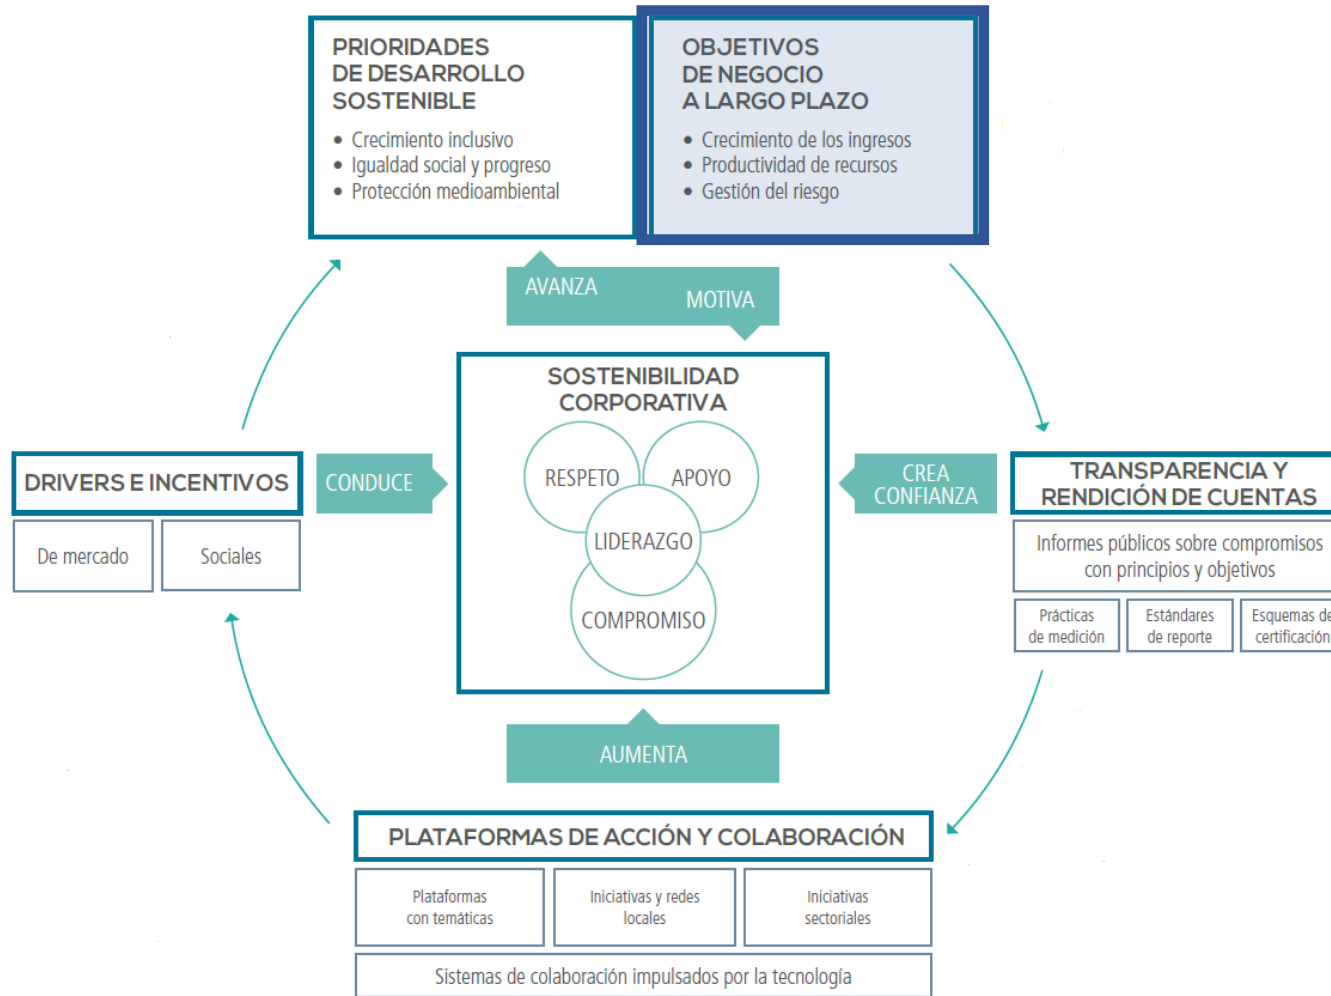 PRIORIDADES
DE DESARROLLO
SOSTENIBLE
• Crecimiento inclusivo
• Igualdad social y progreso
• Protección medioambiental
OBJETIVOS
DE NEGOCIO
A LARGO PLAZO
• Crecimiento de los ingresos
• Productividad de recursos
• Gestión del riesgo
AVANZA
MOTIVA
SOSTENIBILIDAD
CORPORATIVA
RESPETO
APOYO
LIDERAZGO
COMPROMISO
DRIVERS E INCENTIVOS
De mercado
Sociales
CONDUCE
CREA
CONFIANZA
TRANSPARENCIA Y
RENDICIÓN DE CUENTAS
Informes públicos sobre compromisos
con principios y objetivos
Prácticas
de medición
Estándares
de reporte
Esquemas de
certificación
AUMENTA
PLATAFORMAS DE ACCIÓN Y COLABORACIÓN
Plataformas
con temáticas
Iniciativas y redes
locales
Iniciativas
sectoriales
Sistemas de colaboración impulsados por la tecnología